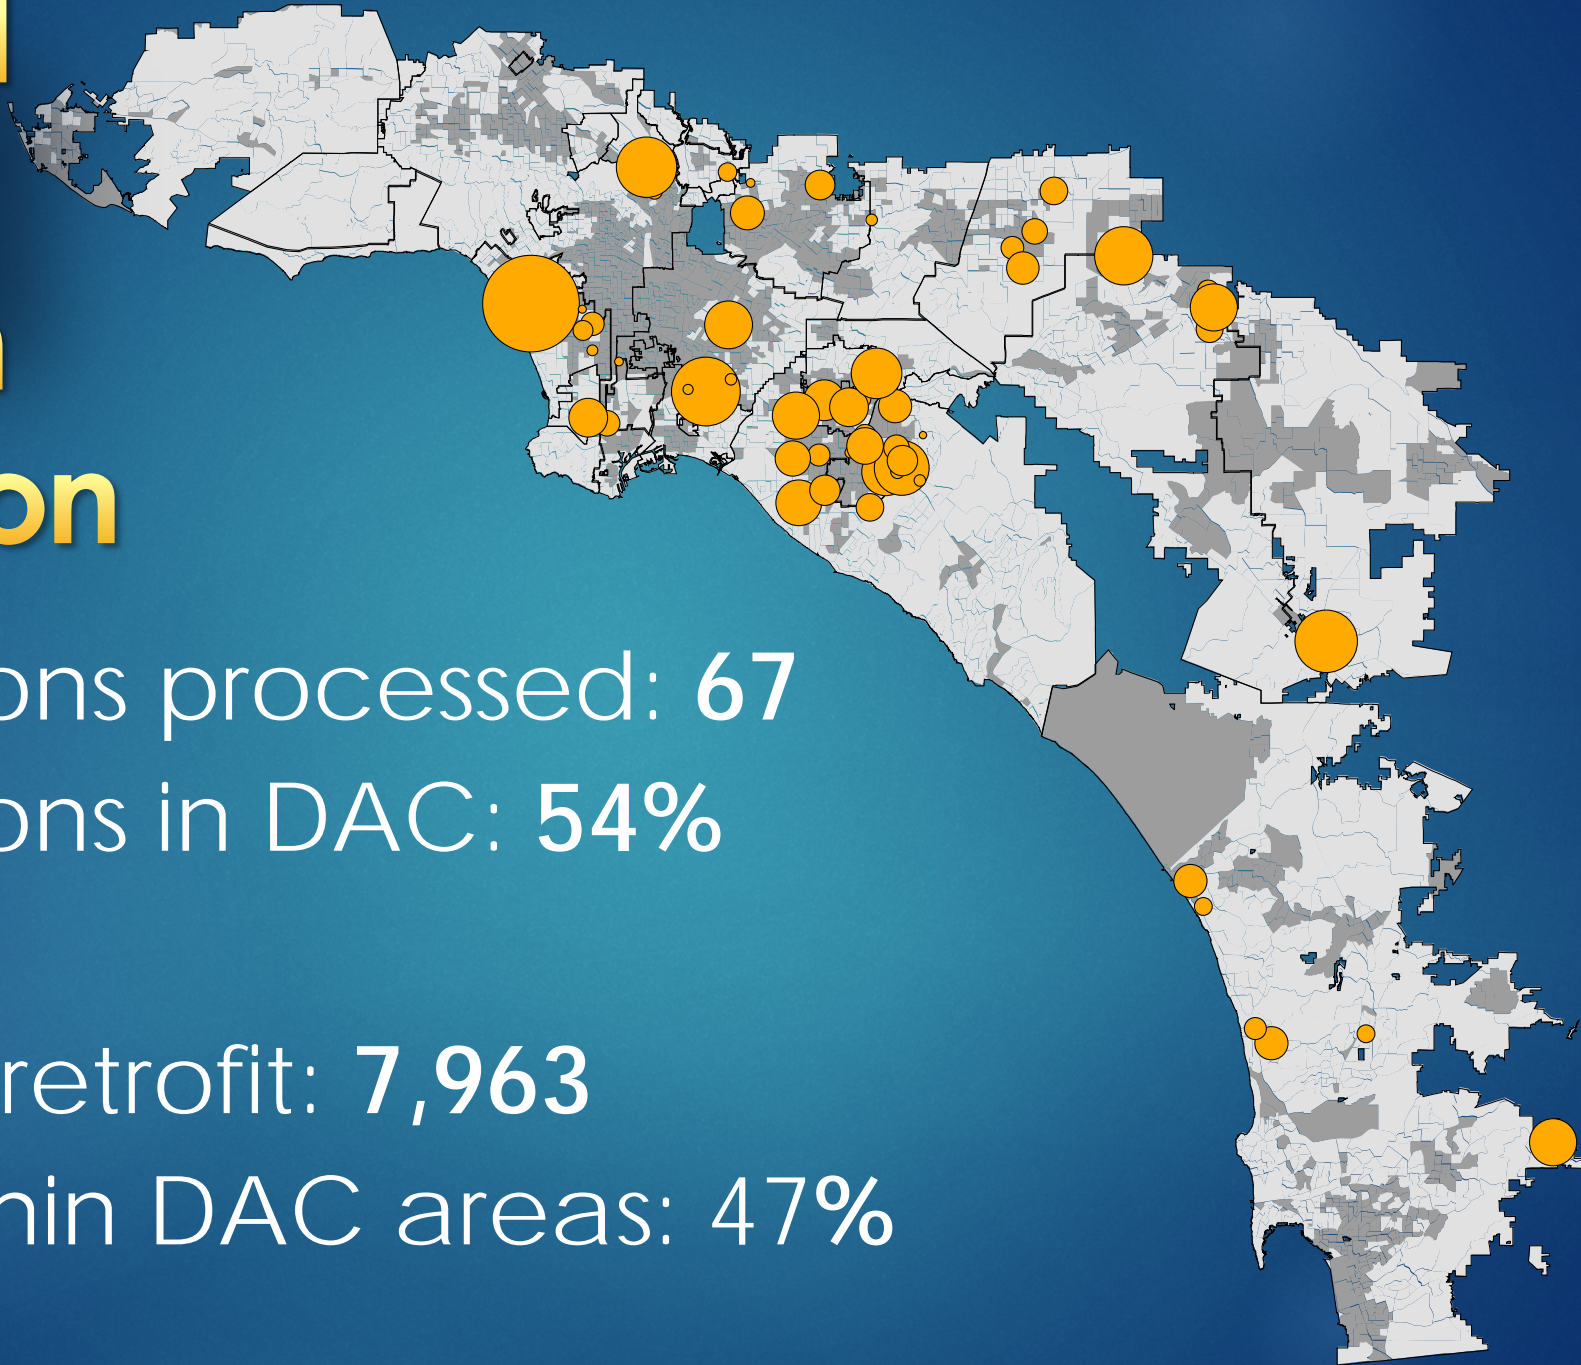 on
ons processed: 67
ons in DAC: 54%
retrofit: 7,963
hin DAC areas: 47%